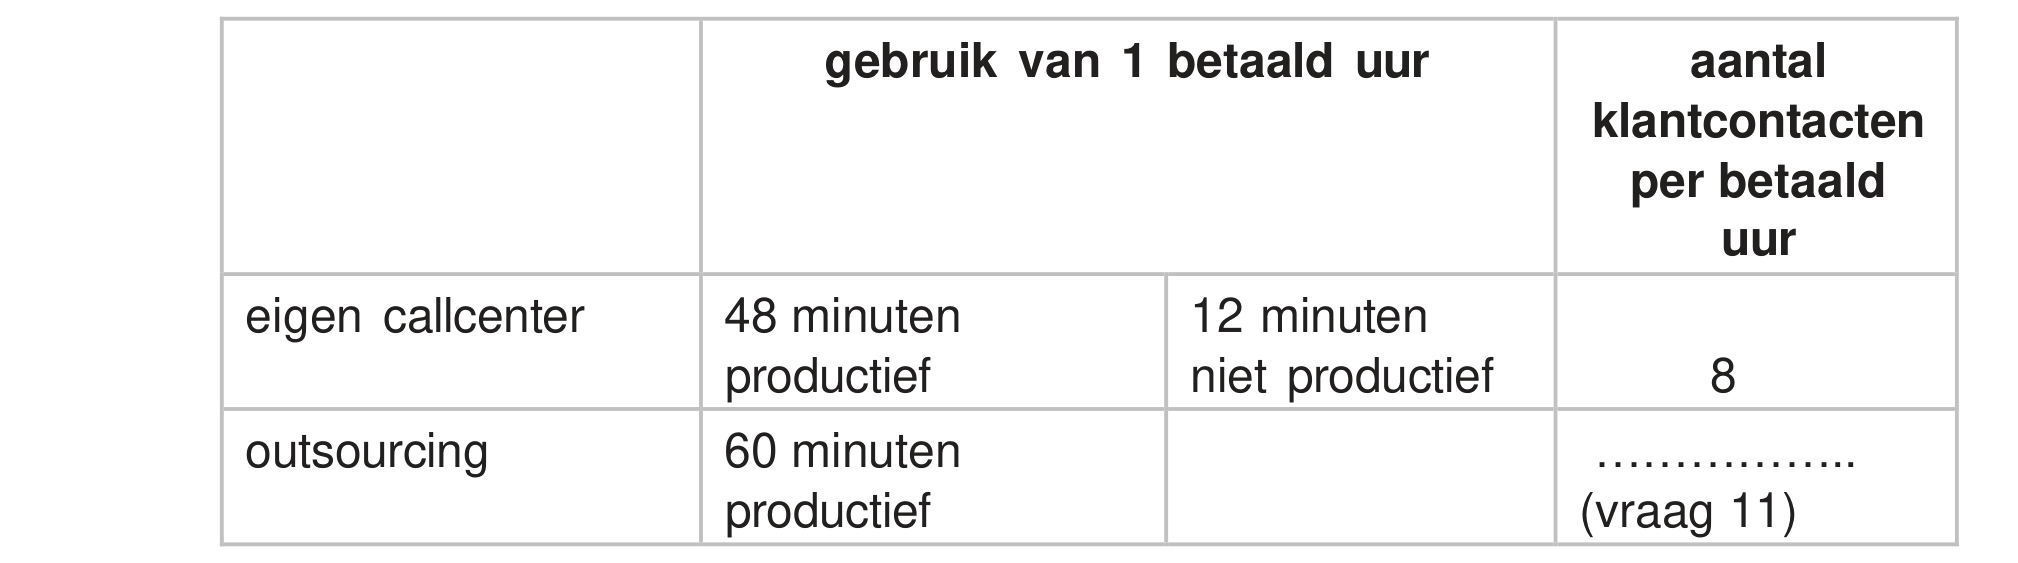 gebruik van 1 betaald uur
aantal
klantcontacten
per betaald
uur
eigen callcenter
48 minuten
productief
12 minuten
niet productief
8
outsourcing
60 minuten
productief
……………..
(vraag 11)